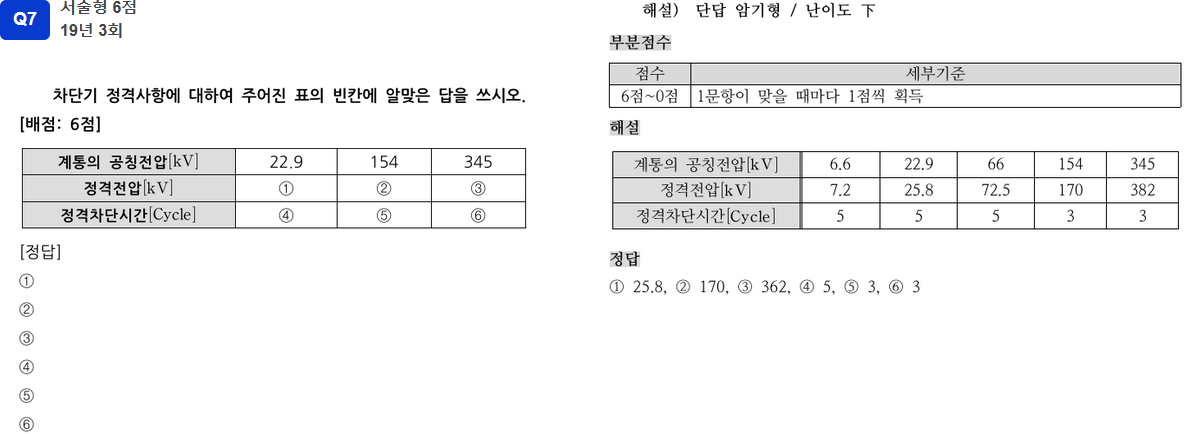 Q7
서술형 6점
19년 3회
차단기 정격사항에 대하여 주어진 표의 빈칸에 알맞은 답을 쓰시오.
[배점: 6점]
계통의 공칭전압[kV] 22.9 154 345
정격전압[kV] ① ② ③
정격차단시간[Cycle] ④ ⑤ ⑥
[정답]
①
②
③
④
⑤
⑥
해설) 단답 암기형 / 난이도 下
부분점수
점수 세부기준
6점~0점 1문항이 맞을 때마다 1점씩 획득
해설
계통의 공칭전압[kV] 6.6 22.9 66 154 345
정격전압[kV] 7.2 25.8 72.5 170 382
정격차단시간[Cycle] 5 5 5 3 3
정답
① 25.8, ② 170, ③ 362, ④ 5, ⑤ 3, ⑥ 3